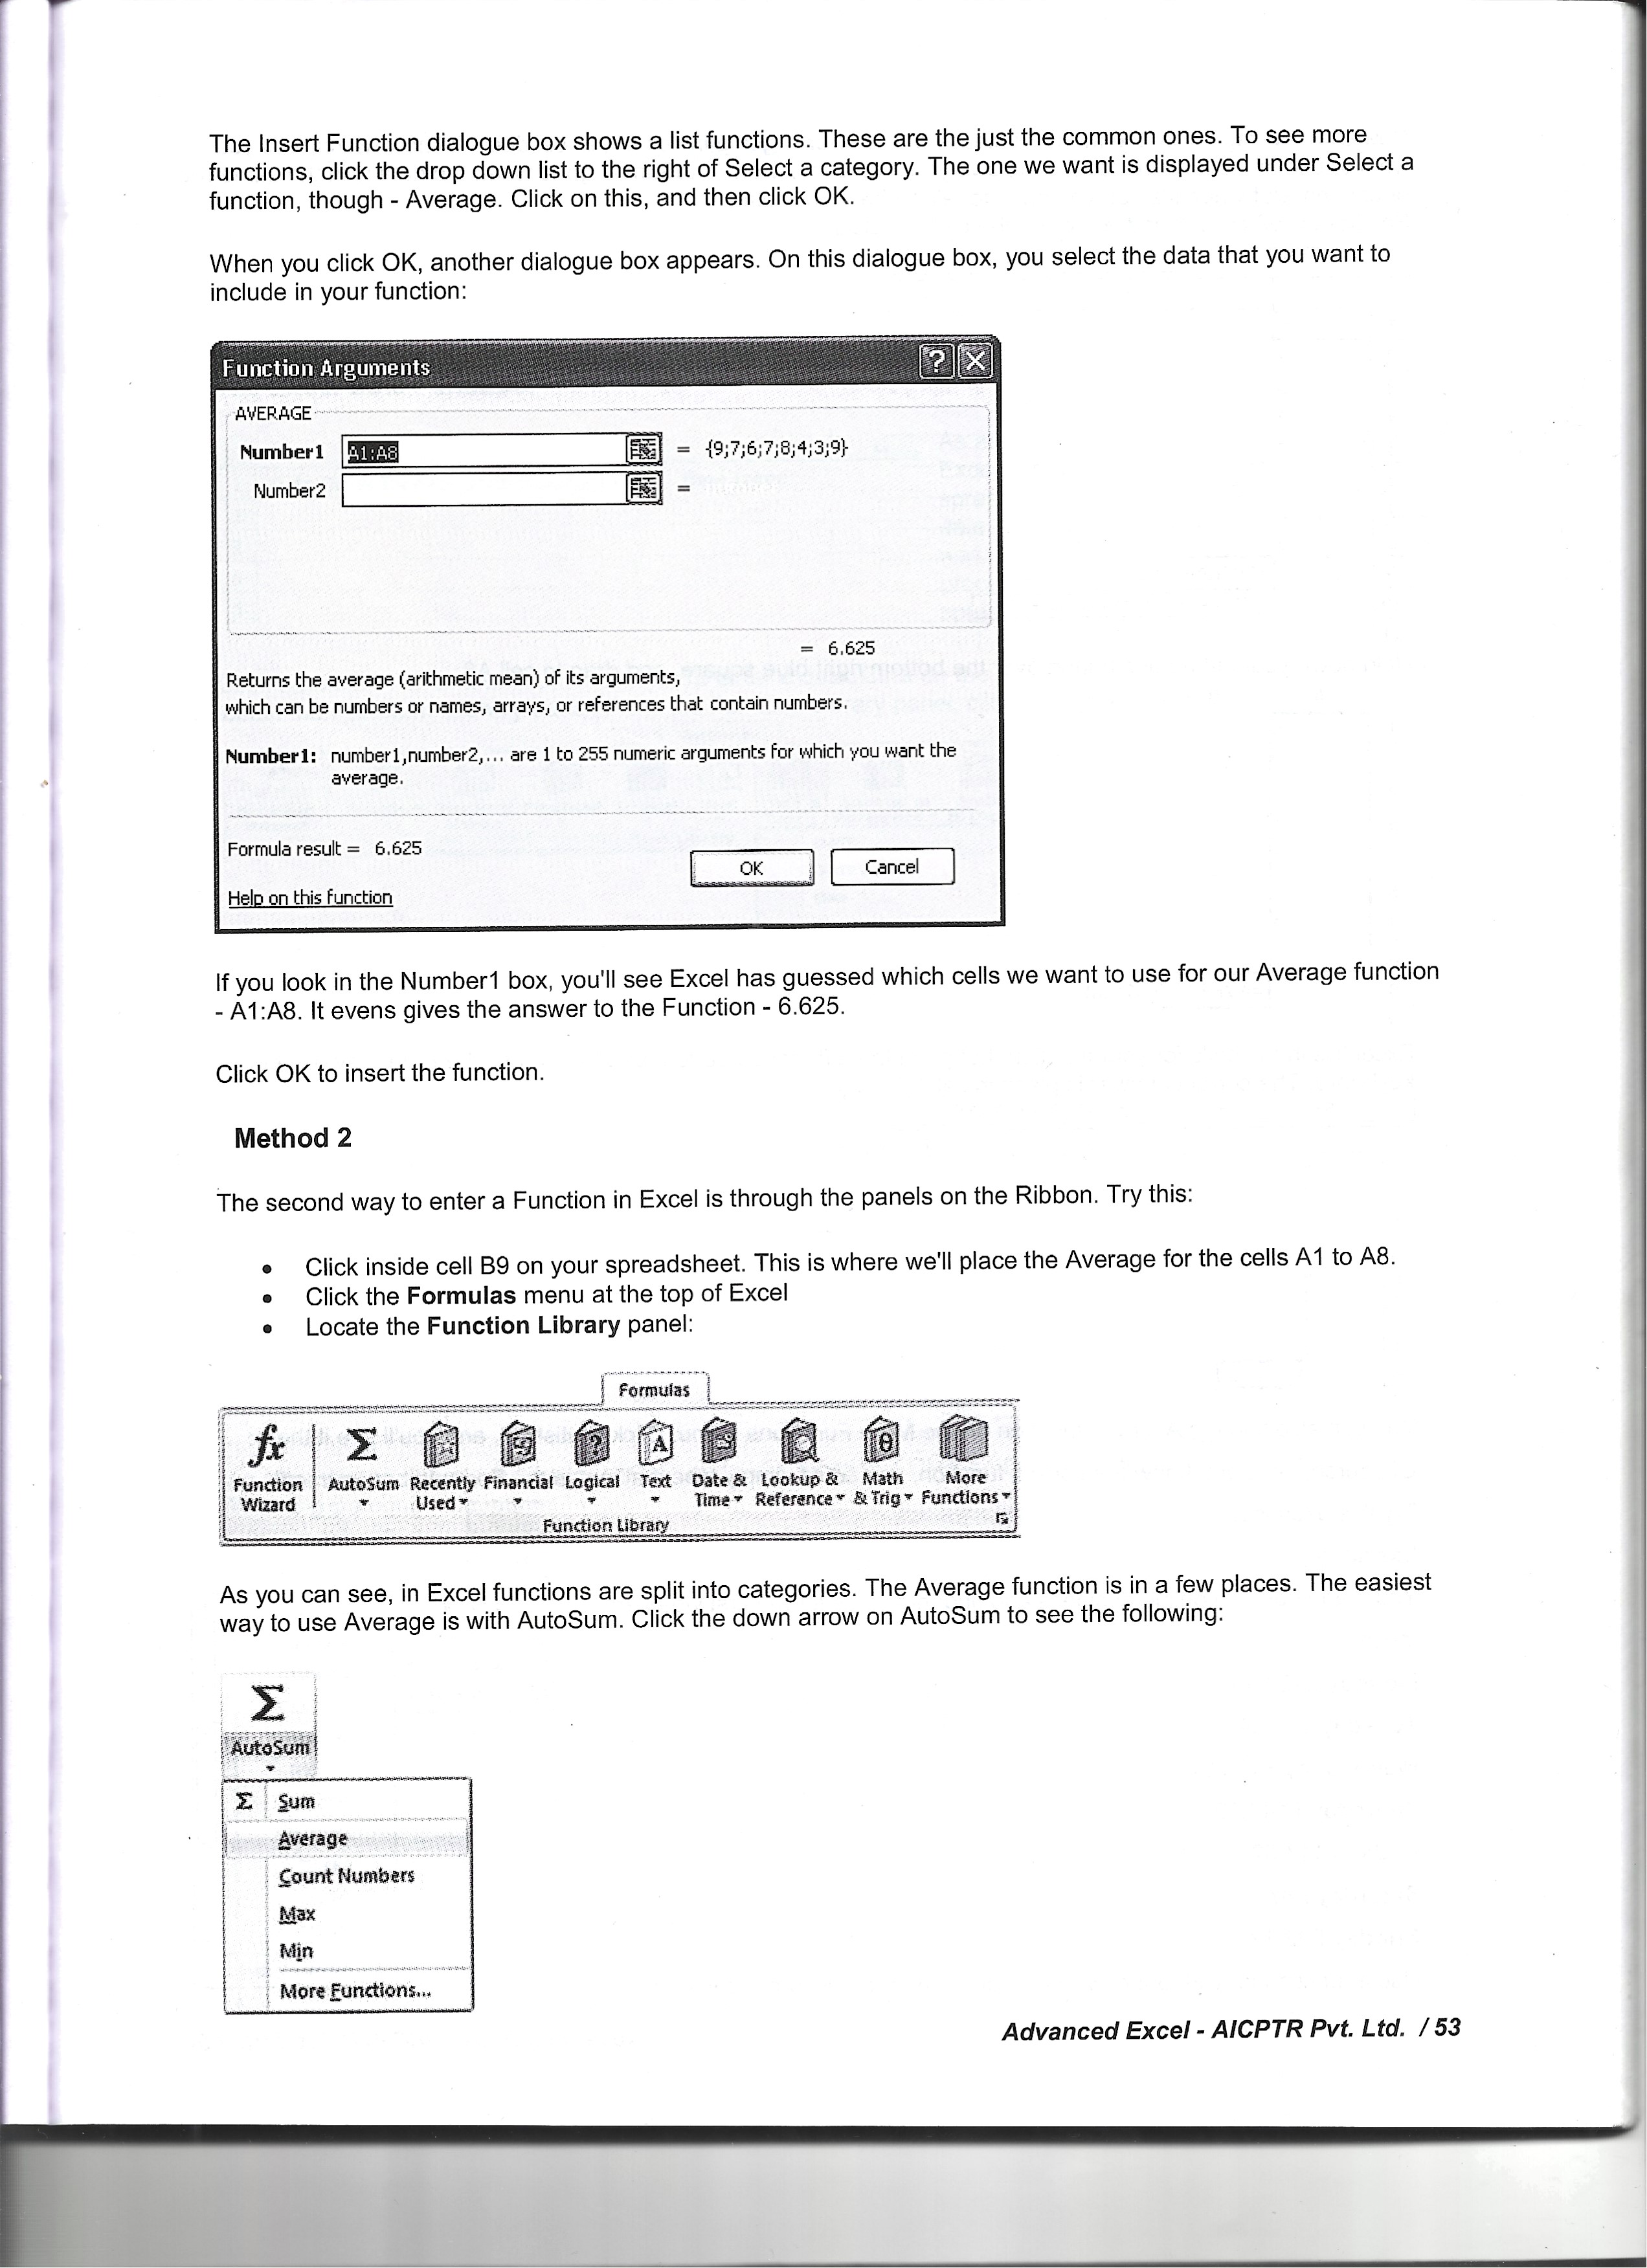 The Insert Function dialogue box shows a list functions. These are the just the common ones. To see more
functions, click the drop down list to the right of Select a category. The one we want is displayed under Select a
function, though - Average. Click on this, and then click OK.
When you click OK, another dialogue box appears. On this dialogue box, you select the data that you want to
include in your function:
Function Arguments
AVERAGE
Number1 A1:A8 = {9;7;6;7;8;4;3;9}
Number2 =
= 6.625
Returns the average (arithmetic mean) of its arguments,
which can be numbers or names, arrays, or references that contain numbers.
Number1: number1,number2,... are 1 to 255 numeric arguments for which you want the
average.
Formula result = 6.625
OK Cancel
Help on this function
If you look in the Number1 box, you'll see Excel has guessed which cells we want to use for our Average function
- A1:A8. It evens gives the answer to the Function - 6.625.
Click OK to insert the function.
Method 2
The second way to enter a Function in Excel is through the panels on the Ribbon. Try this:
• Click inside cell B9 on your spreadsheet. This is where we'll place the Average for the cells A1 to A8.
• Click the Formulas menu at the top of Excel
• Locate the Function Library panel:
Formulas
Function AutoSum Recently Financial Logical Text Date & Lookup & Math More
Wizard Used Time Reference & Trig Functions
Function Library
As you can see, in Excel functions are split into categories. The Average function is in a few places. The easiest
way to use Average is with AutoSum. Click the down arrow on AutoSum to see the following:
Σ
AutoSum
Σ Sum
Average
Count Numbers
Max
Min
More Functions...
Advanced Excel - AICPTR Pvt. Ltd. / 53